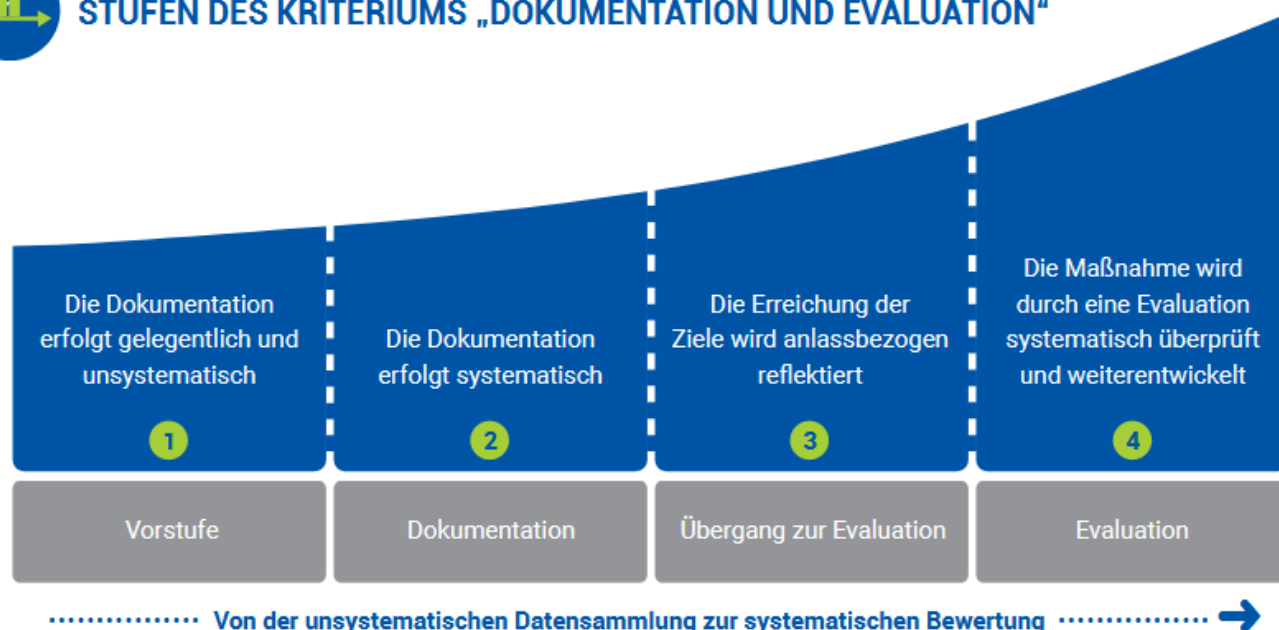 STUFEN DES KRITERIUMS „DOKUMENTATION UND EVALUATION“
Die Dokumentation
erfolgt gelegentlich und
unsystematisch
1
Vorstufe
Die Dokumentation
erfolgt systematisch
2
Dokumentation
Die Erreichung der
Ziele wird anlassbezogen
reflektiert
3
Übergang zur Evaluation
Die Maßnahme wird
durch eine Evaluation
systematisch überprüft
und weiterentwickelt
4
Evaluation
Von der unsystematischen Datensammlung zur systematischen Bewertung